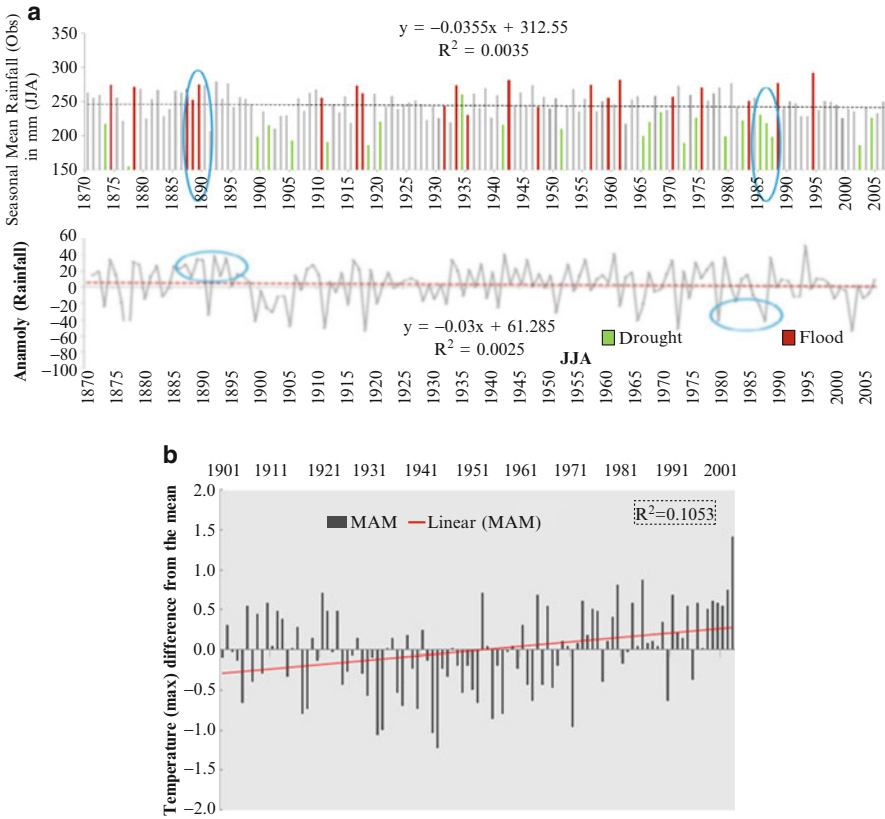 a
Seasonal Mean Rainfall (Obs)
in mm (JJA)
y = −0.0355x + 312.55
R² = 0.0035
350
300
250
200
150
1870 1875 1880 1885 1890 1895 1900 1905 1910 1915 1920 1925 1930 1935 1940 1945 1950 1955 1960 1965 1970 1975 1980 1985 1990 1995 2000 2005
Anamoly (Rainfall)
60
40
20
0
−20
−40
−60
−80
−100
y = −0.03x + 61.285
R² = 0.0025
Drought
Flood
JJA
1870 1875 1880 1885 1890 1895 1900 1905 1910 1915 1920 1925 1930 1935 1940 1945 1950 1955 1960 1965 1970 1975 1980 1985 1990 1995 2000 2005
b
1901 1911 1921 1931 1941 1951 1961 1971 1981 1991 2001
Temperature (max) difference from the mean
2.0
1.5
1.0
0.5
0.0
−0.5
−1.0
−1.5
−2.0
MAM Linear (MAM)
R²=0.1053